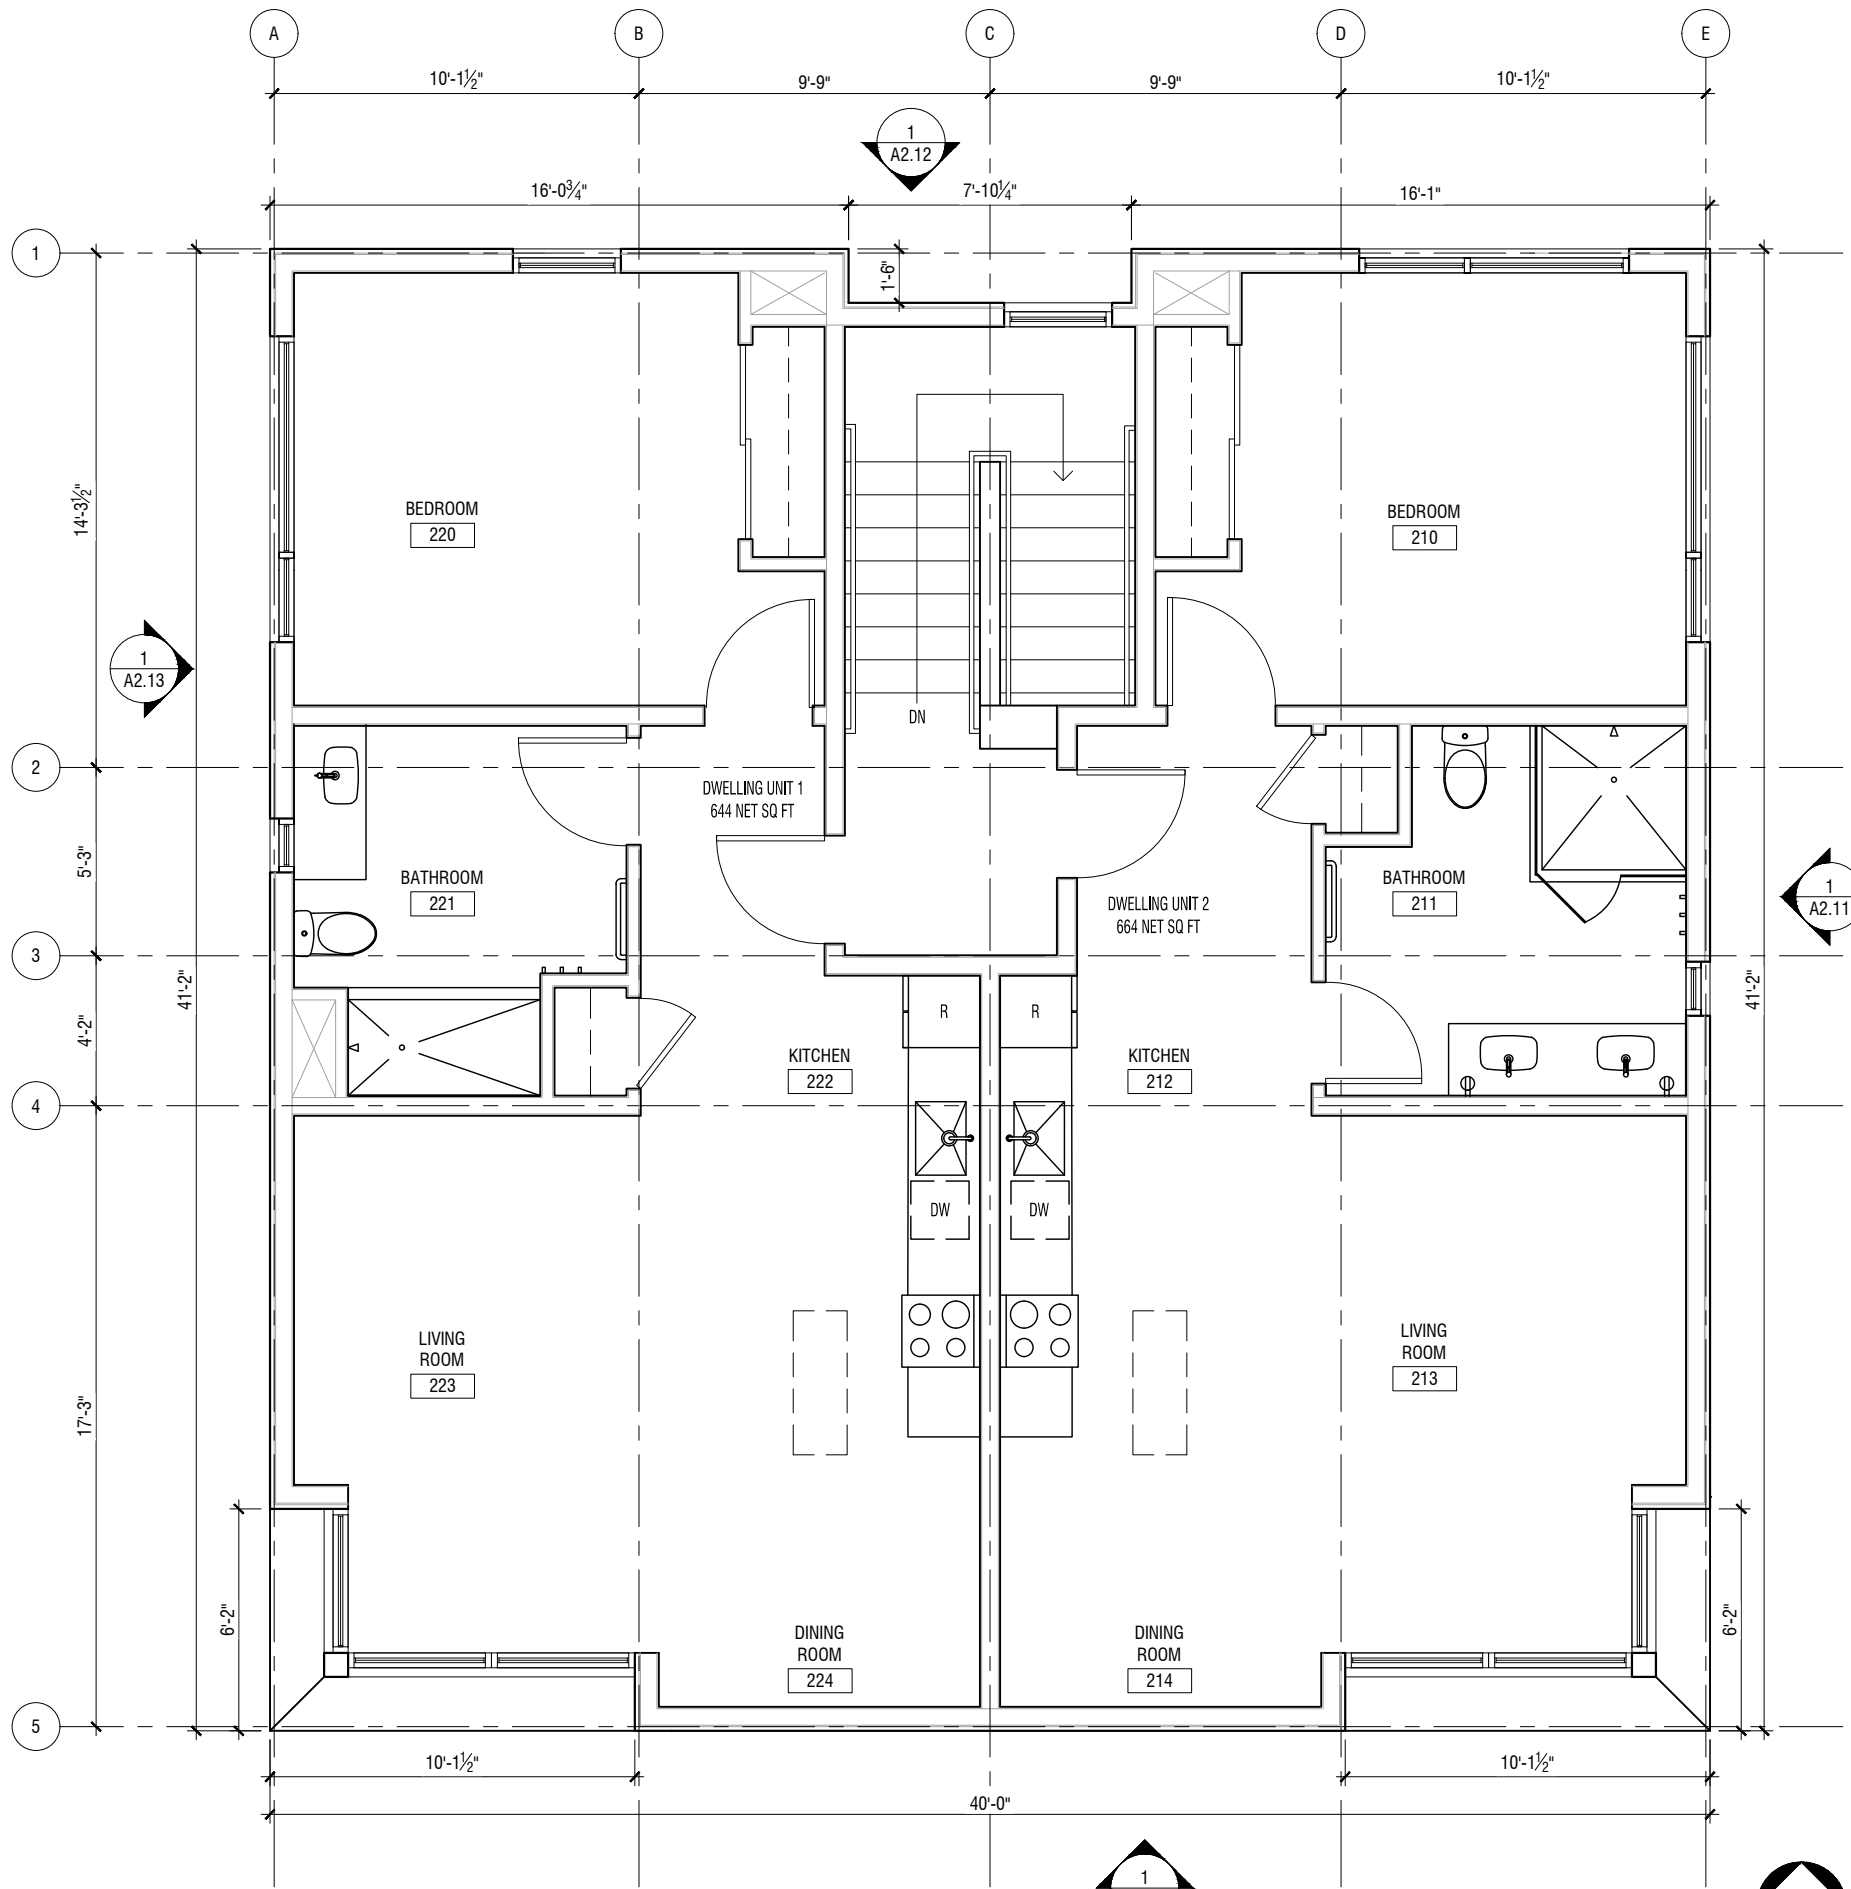 A
B
C
D
E
10'-1½"
9'-9"
9'-9"
10'-1½"
1
A2.12
16'-0¾"
7'-10¼"
16'-1"
1
1'-6"
14'-3½"
BEDROOM
220
BEDROOM
210
1
A2.13
DN
2
DWELLING UNIT 1
644 NET SQ FT
5'-3"
BATHROOM
221
BATHROOM
211
DWELLING UNIT 2
664 NET SQ FT
1
A2.11
3
41'-2"
41'-2"
4'-2"
R
R
KITCHEN
222
KITCHEN
212
4
DW
DW
LIVING
ROOM
223
LIVING
ROOM
213
17'-3"
6'-2"
6'-2"
DINING
ROOM
224
DINING
ROOM
214
5
10'-1½"
10'-1½"
40'-0"
1